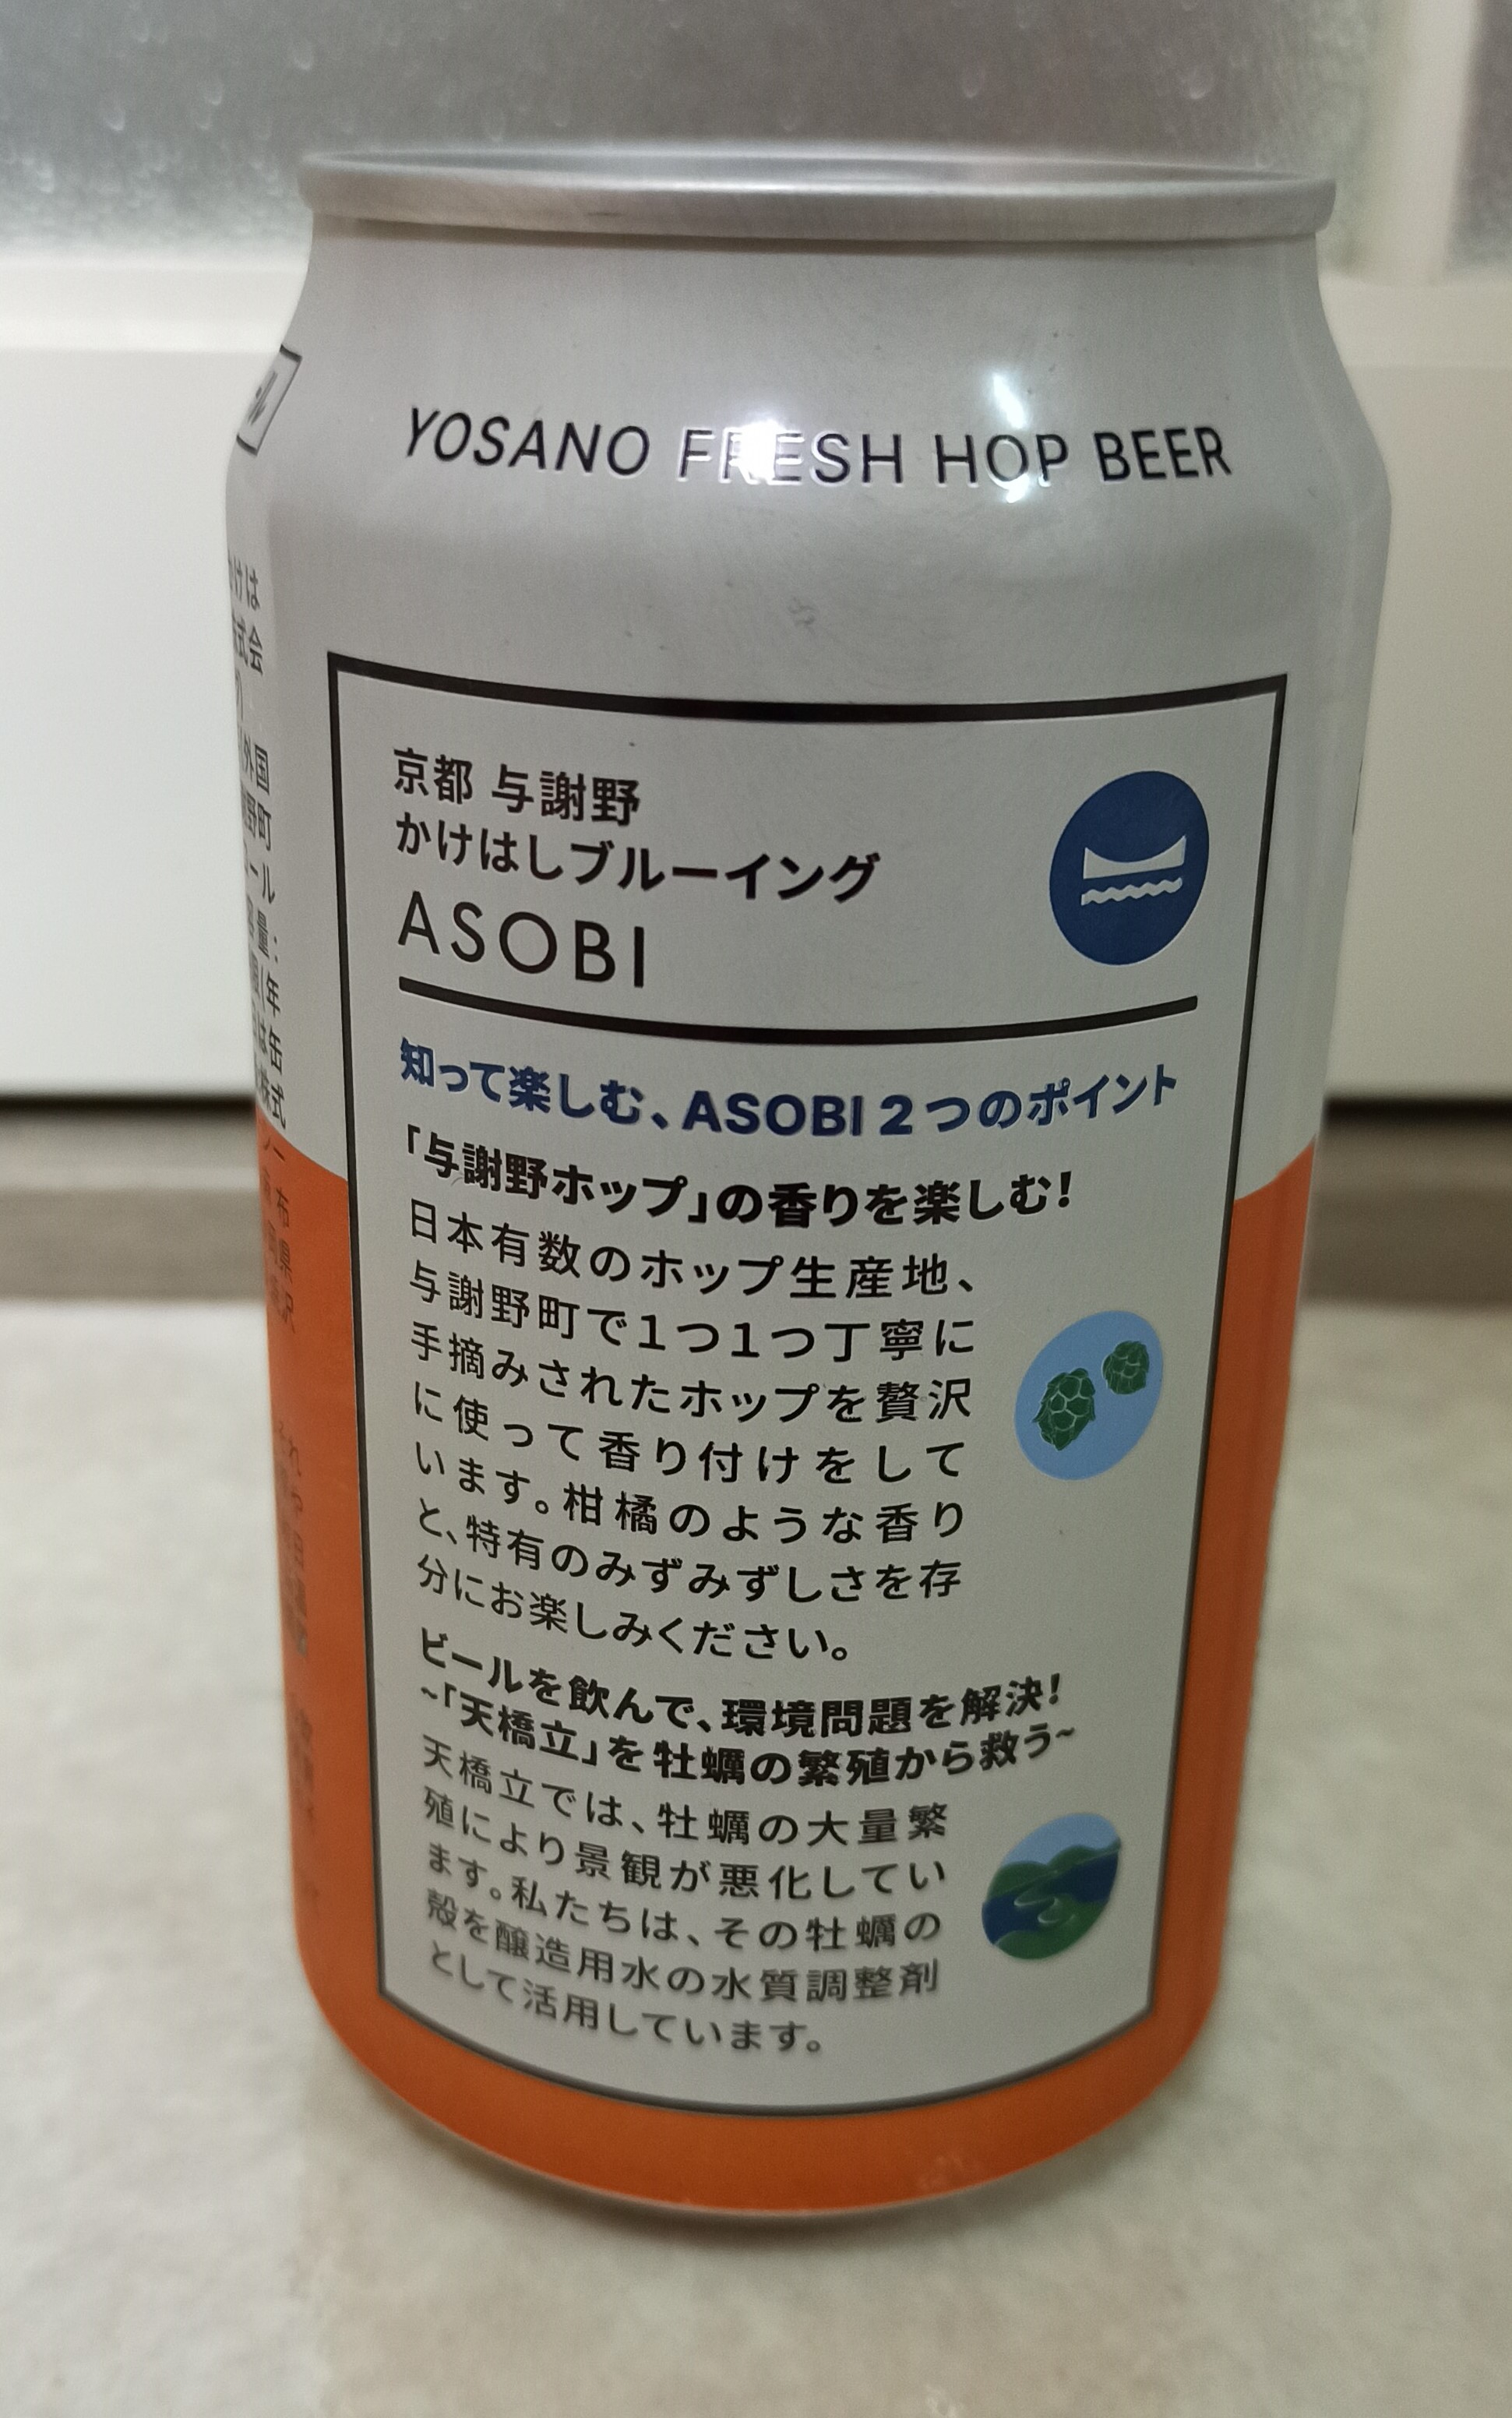 YOSANO FRESH HOP BEER
京都 与謝野
かけはしブルーイング
ASOBI
知って楽しむ、ASOBI 2つのポイント
「与謝野ホップ」の香りを楽しむ!
日本有数のホップ生産地、
与謝野町で1つ1つ丁寧に
手摘みされたホップを贅沢
に使って香り付けをして
います。柑橘のような香り
と、特有のみずみずしさを存
分にお楽しみください。
ビールを飲んで、環境問題を解決!
~「天橋立」を牡蠣の繁殖から救う~
天橋立では、牡蠣の大量繁
殖により景観が悪化してい
ます。私たちは、その牡蠣の
殻を醸造用水の水質調整剤
として活用しています。